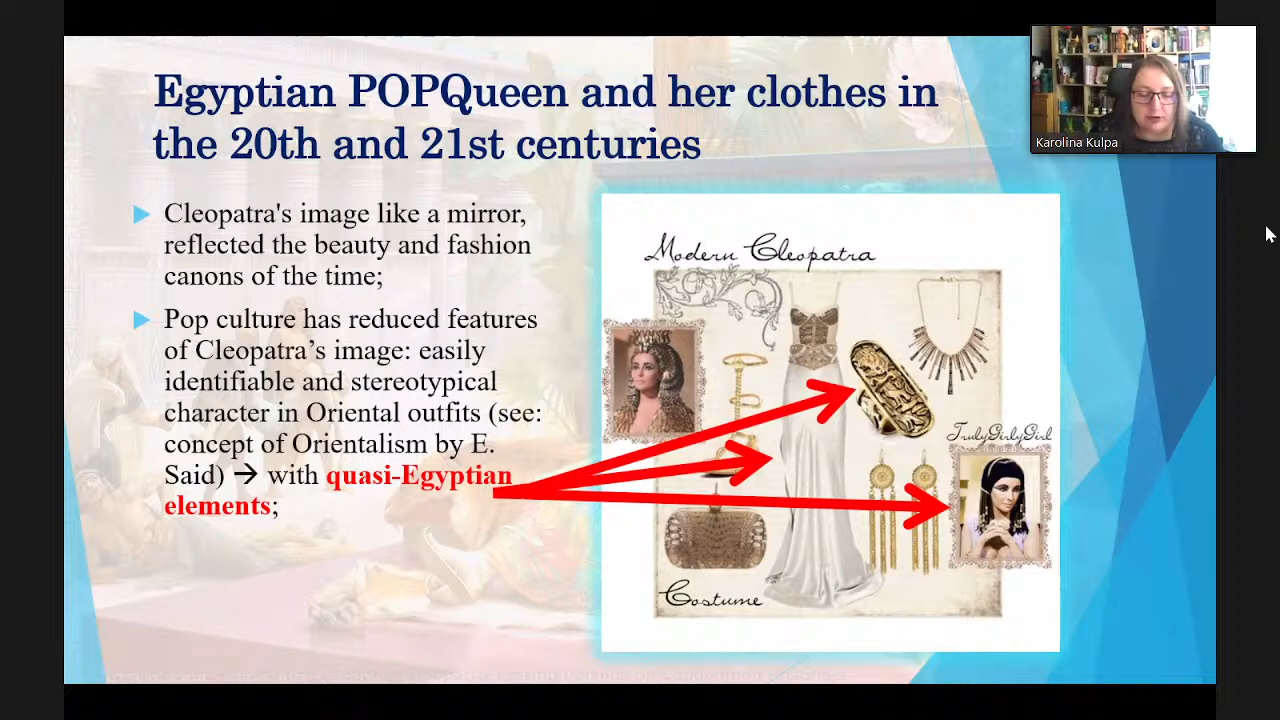 Egyptian POPQueen and her clothes in
the 20th and 21st centuries
Karolina Kulpa
Cleopatra's image like a mirror,
reflected the beauty and fashion
canons of the time;
Pop culture has reduced features
of Cleopatra’s image: easily
identifiable and stereotypical
character in Oriental outfits (see:
concept of Orientalism by E.
Said) → with quasi-Egyptian
elements;
Modern Cleopatra
TrulyGirlyGirl
Costume